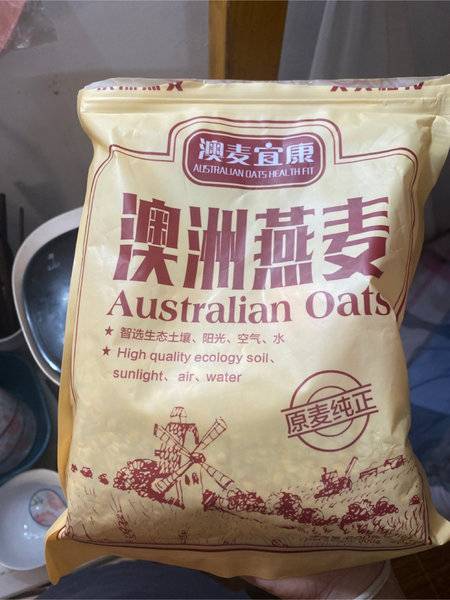 澳麦宜康
AUSTRALIAN OATS HEALTH FIT
澳洲燕麦
Australian Oats
★ 智选生态土壤、阳光、空气、水
★ High quality ecology soil、
sunlight、air、water
原麦纯正